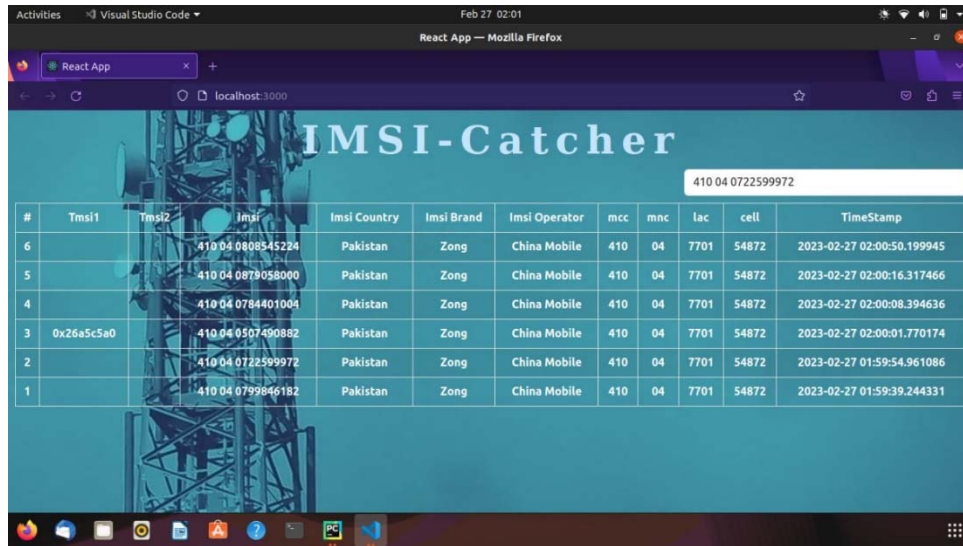 Activities Visual Studio Code Feb 27 02:01
React App — Mozilla Firefox
React App
localhost:3000
IMSI-Catcher
410 04 0722599972
# Tmsi1 Tmsi2 Imsi Imsi Country Imsi Brand Imsi Operator mcc mnc lac cell TimeStamp
6 410 04 0808545224 Pakistan Zong China Mobile 410 04 7701 54872 2023-02-27 02:00:50.199945
5 410 04 0879058000 Pakistan Zong China Mobile 410 04 7701 54872 2023-02-27 02:00:16.317466
4 410 04 0784401004 Pakistan Zong China Mobile 410 04 7701 54872 2023-02-27 02:00:08.394636
3 0x26a5c5a0 410 04 0507490882 Pakistan Zong China Mobile 410 04 7701 54872 2023-02-27 02:00:01.770174
2 410 04 0722599972 Pakistan Zong China Mobile 410 04 7701 54872 2023-02-27 01:59:54.961086
1 410 04 0799846182 Pakistan Zong China Mobile 410 04 7701 54872 2023-02-27 01:59:39.244331
PC